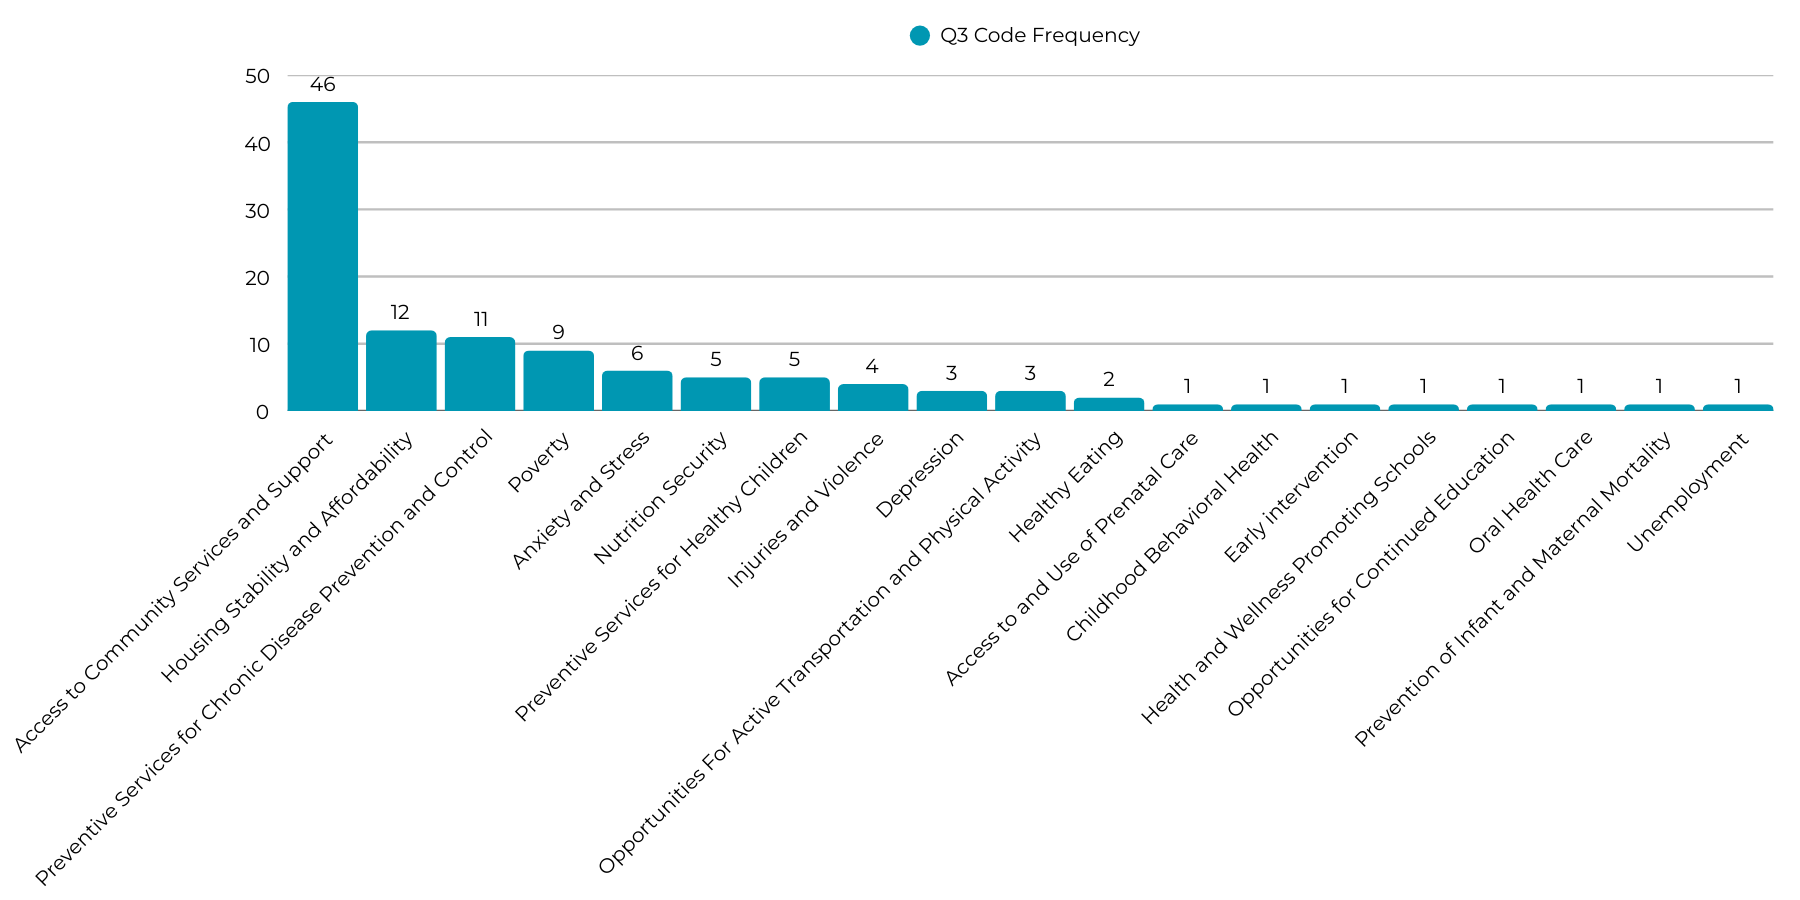 Q3 Code Frequency
50
40
30
20
10
0
46
12
11
9
6
5
5
4
3
3
2
1
1
1
1
1
1
1
1
Access to Community Services and Support
Housing Stability and Affordability
Preventive Services for Chronic Disease Prevention and Control
Poverty
Anxiety and Stress
Nutrition Security
Preventive Services for Healthy Children
Injuries and Violence
Depression
Opportunities For Active Transportation and Physical Activity
Healthy Eating
Access to and Use of Prenatal Care
Childhood Behavioral Health
Early intervention
Health and Wellness Promoting Schools
Opportunities for Continued Education
Oral Health Care
Prevention of Infant and Maternal Mortality
Unemployment